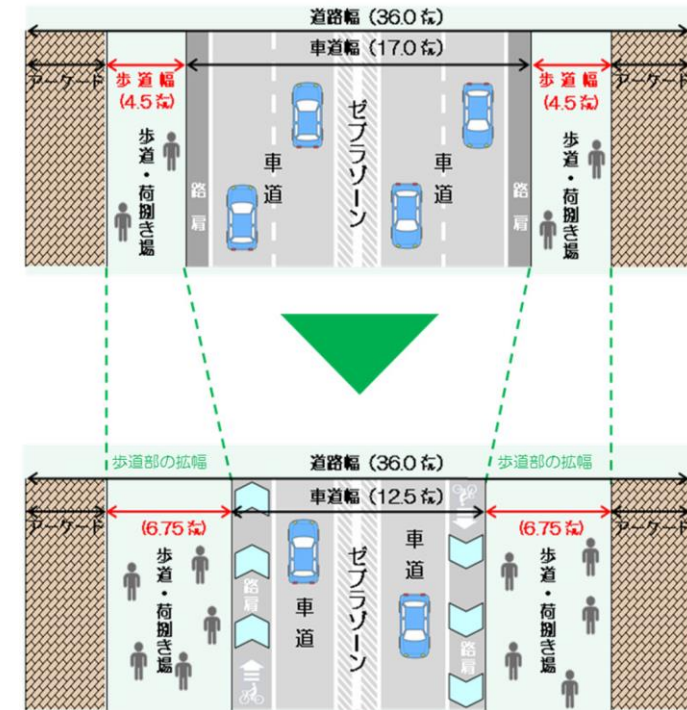 道路幅 (36.0㍍)
車道幅 (17.0㍍)
アーケード
歩道幅
(4.5㍍)
歩道幅
(4.5㍍)
アーケード
歩道・荷捌き場
路肩
車道
ゼブラゾーン
車道
路肩
歩道・荷捌き場
歩道部の拡幅
道路幅 (36.0㍍)
歩道部の拡幅
車道幅 (12.5㍍)
アーケード
(6.75㍍)
(6.75㍍)
アーケード
歩道・荷捌き場
路肩
車道
ゼブラゾーン
車道
路肩
歩道・荷捌き場